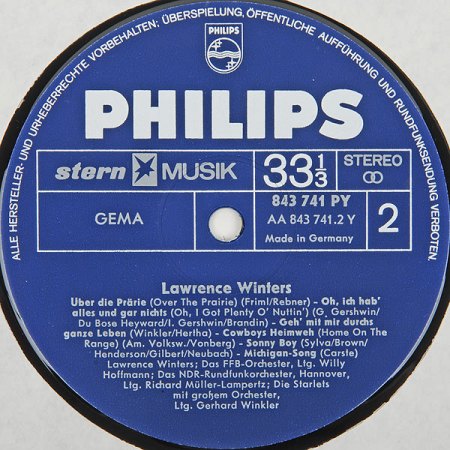 ALLE HERSTELLER- UND URHEBERRECHTE VORBEHALTEN; ÜBERSPIELUNG, ÖFFENTLICHE AUFFÜHRUNG UND RUNDFUNKSENDUNG VERBOTEN.
PHILIPS
PHILIPS
stern MUSIK
33⅓
STEREO
GEMA
843 741 PY
AA 843 741.2 Y
Made in Germany
2
Lawrence Winters
Uber die Prärie (Over The Prairie) (Friml/Rebner) - Oh, ich hab'
alles und gar nichts (Oh, I Got Plenty O' Nuttin') (G. Gershwin/
Du Bose Heyward/I. Gershwin/Brandin) - Geh' mit mir durchs
ganze Leben (Winkler/Hertha) - Cowboys Heimweh (Home On The
Range) (Am. Volksw./Vonberg) - Sonny Boy (Sylva/Brown/
Henderson/Gilbert/Neubach) - Michigan-Song (Carste)
Lawrence Winters; Das FFB-Orchester, Ltg. Willy
Hoffmann; Das NDR-Rundfunkorchester, Hannover,
Ltg. Richard Müller-Lampertz; Die Starlets
mit großem Orchester,
Ltg. Gerhard Winkler